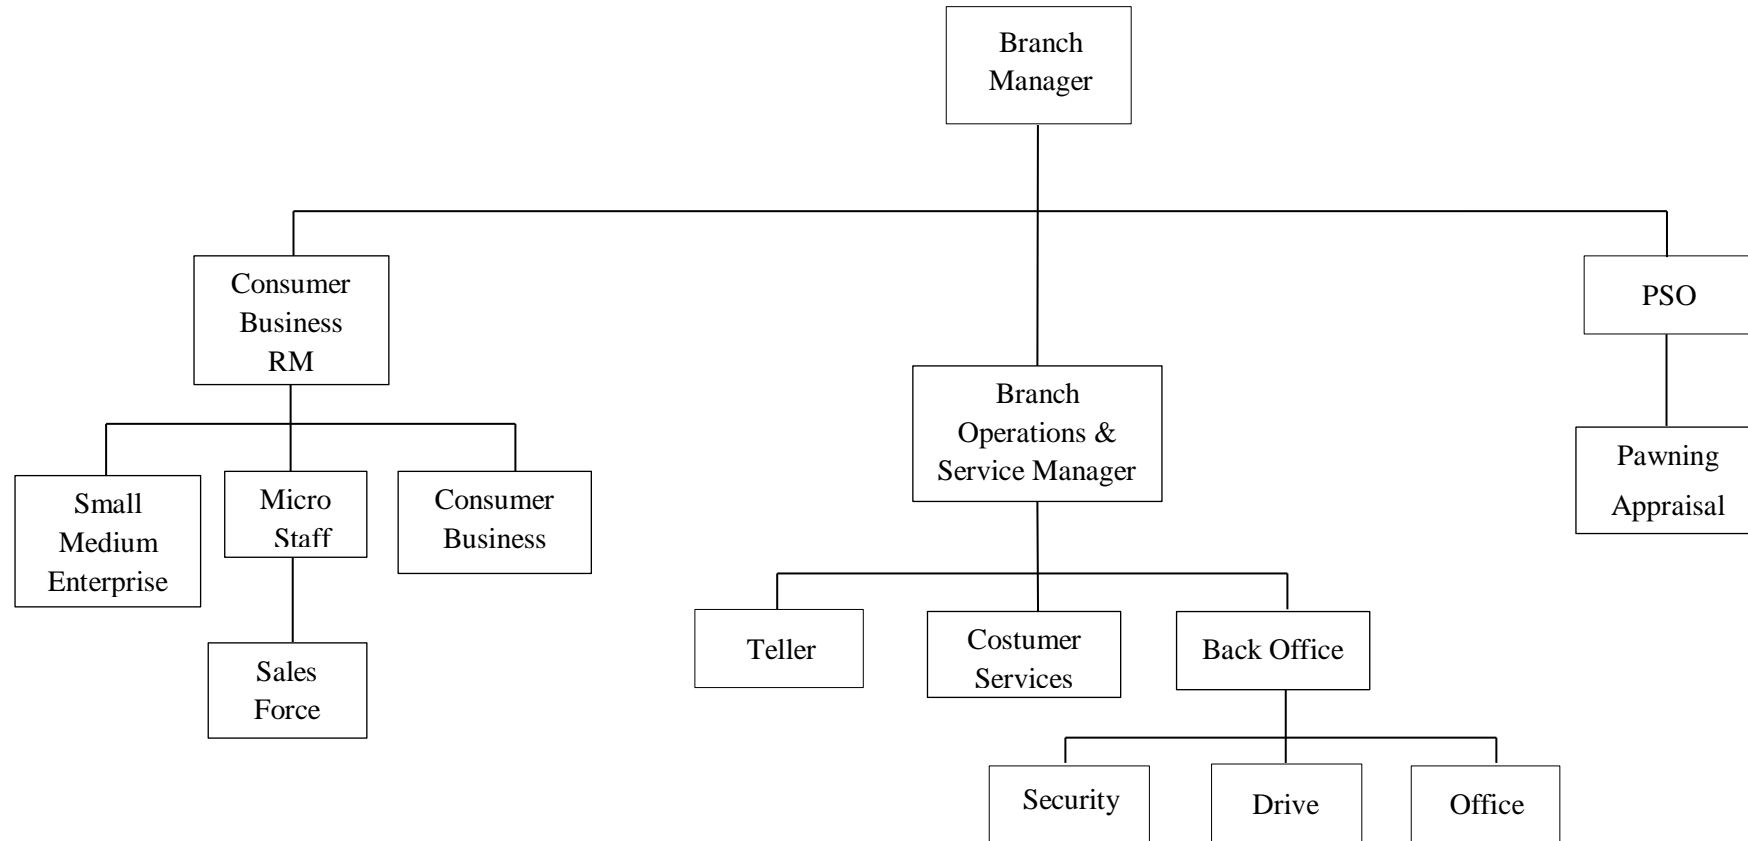 Branch
Manager
Consumer
Business
RM
PSO
Branch
Operations &
Service Manager
Pawning
Appraisal
Small
Medium
Enterprise
Micro
Staff
Consumer
Business
Sales
Force
Teller
Costumer
Services
Back Office
Security
Drive
Office